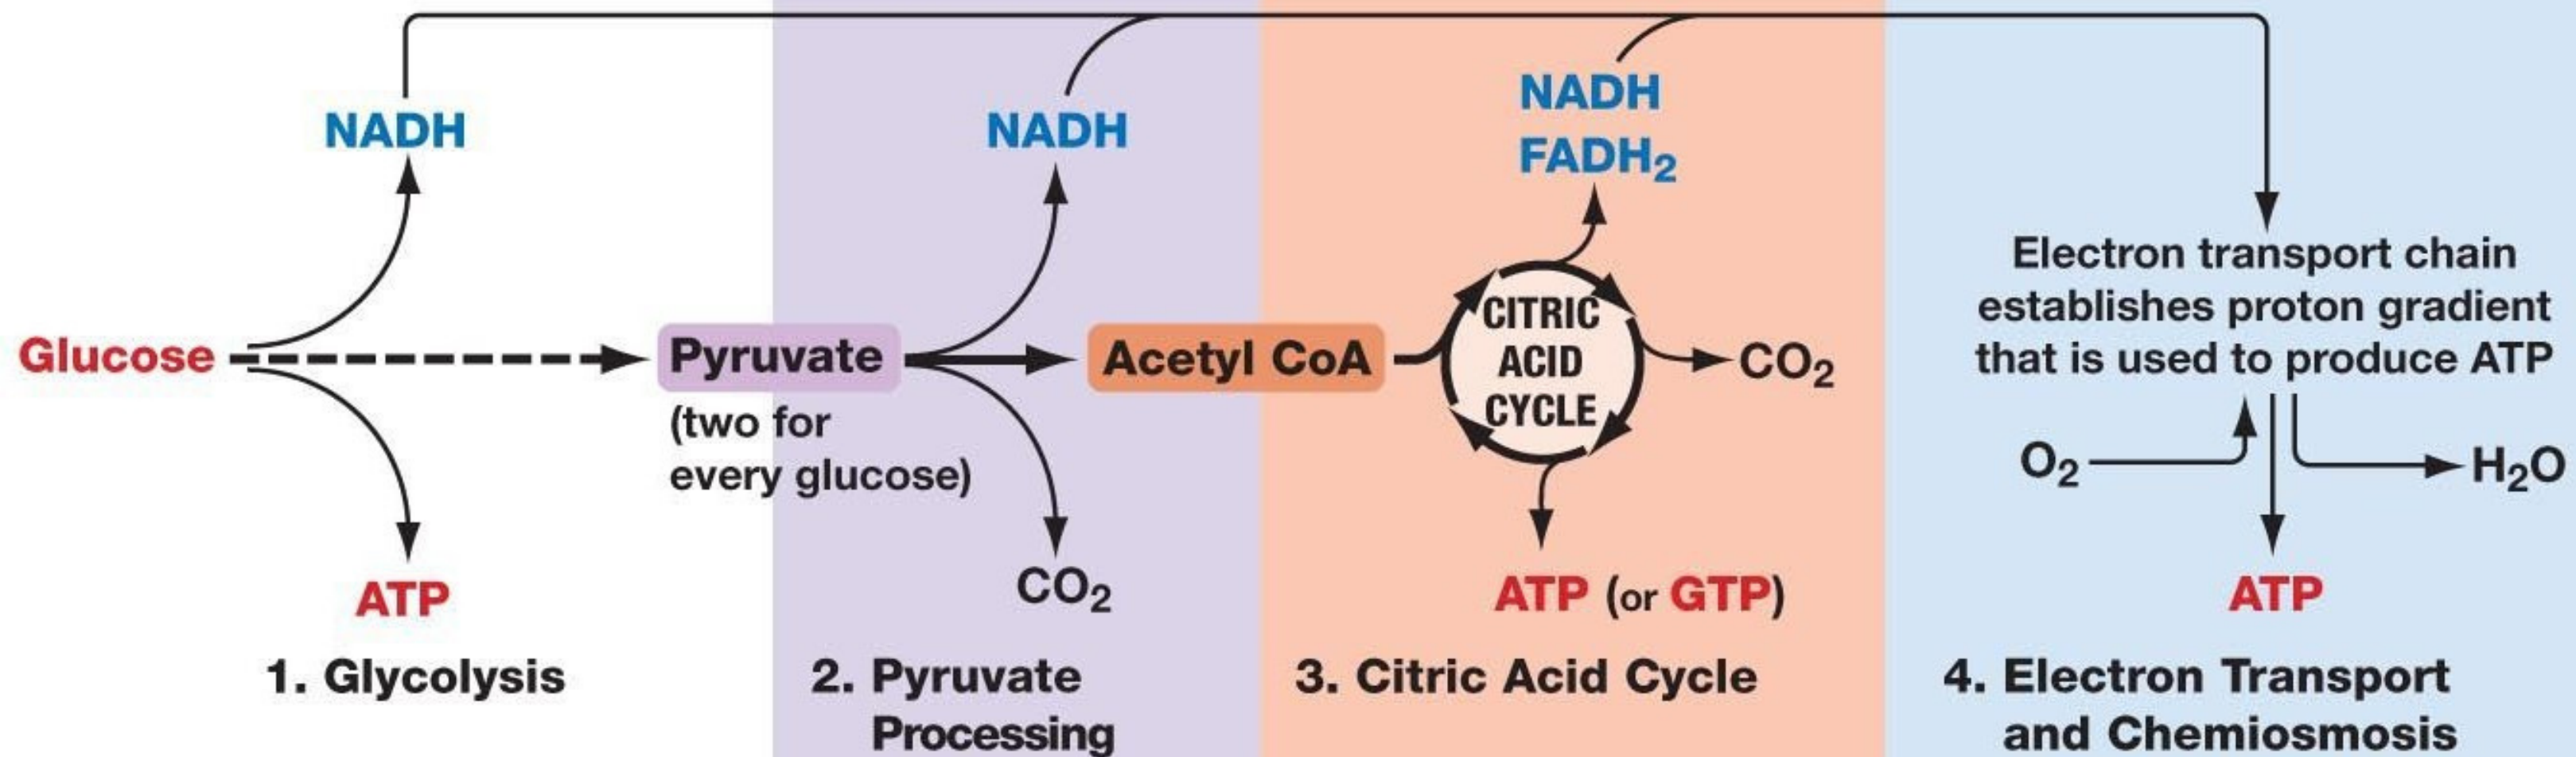 NADH
Glucose
ATP
1. Glycolysis
Pyruvate
(two for
every glucose)
NADH
CO₂
2. Pyruvate
Processing
Acetyl CoA
NADH
FADH₂
CITRIC
ACID
CYCLE
CO₂
ATP (or GTP)
3. Citric Acid Cycle
Electron transport chain
establishes proton gradient
that is used to produce ATP
O₂
H₂O
ATP
4. Electron Transport
and Chemiosmosis